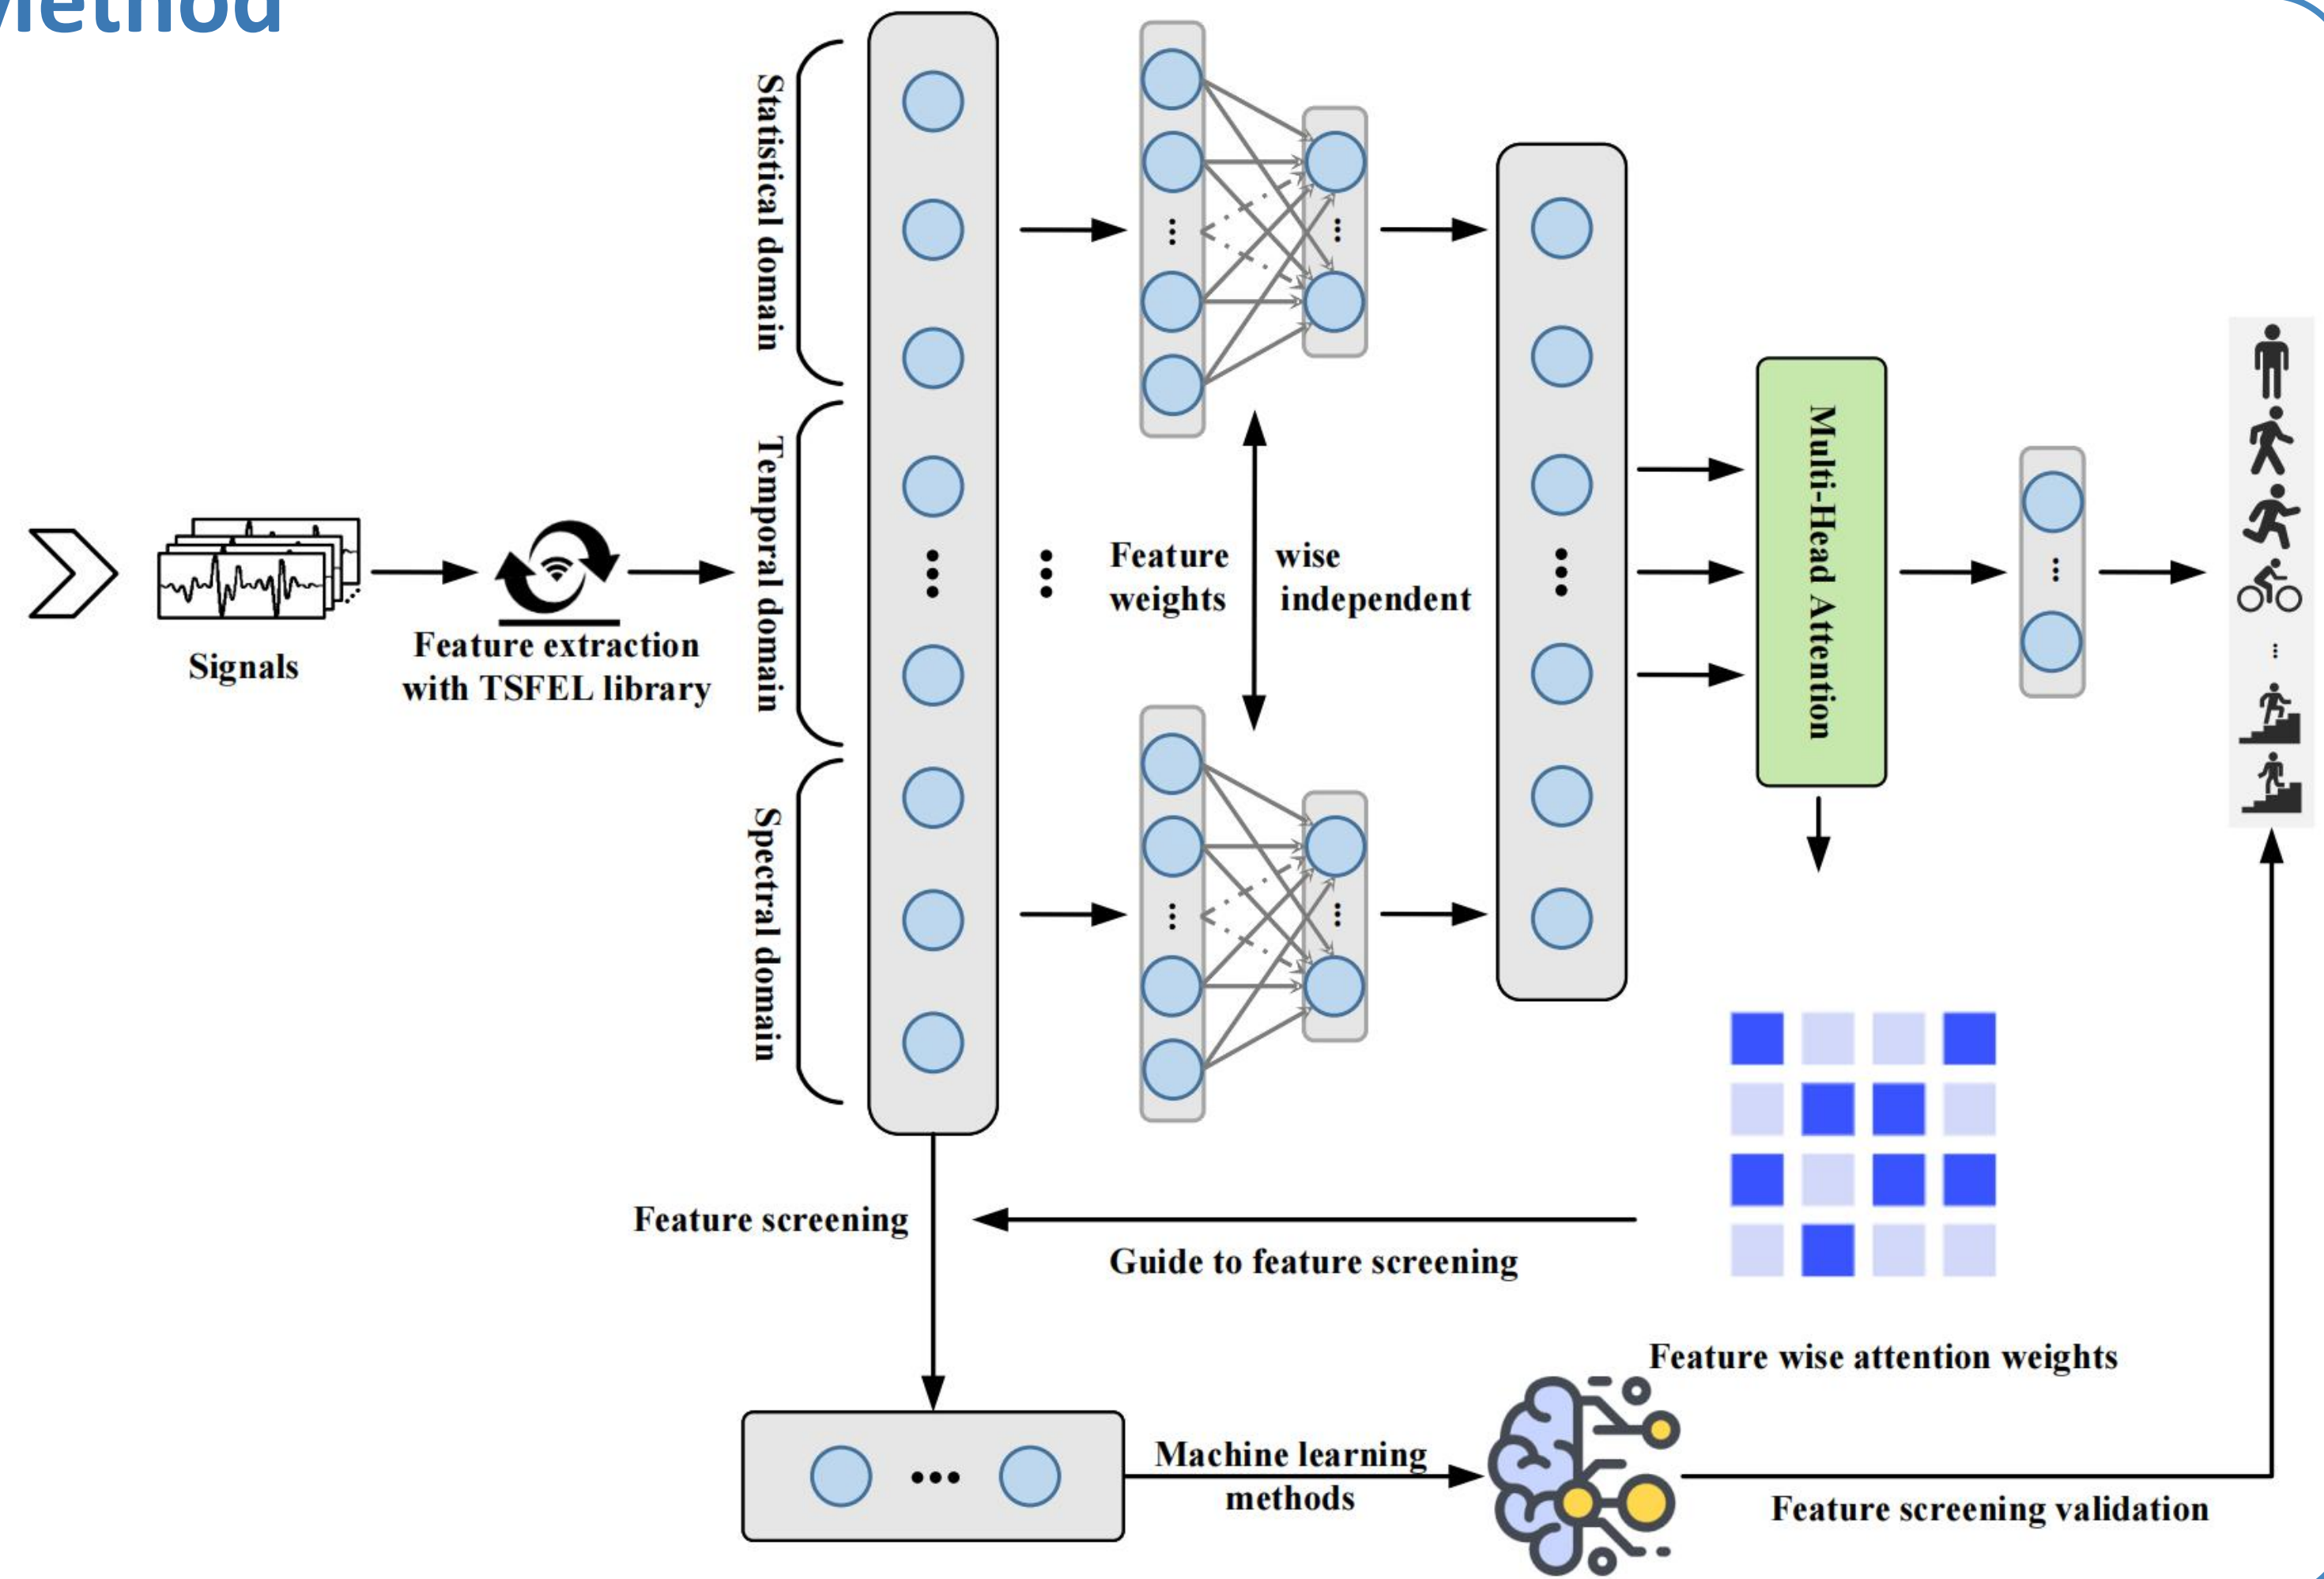 Method
Statistical domain
Temporal domain
Spectral domain
Signals
Feature extraction
with TSFEL library
Feature wise
weights independent
Multi-Head Attention
Feature screening
Guide to feature screening
Feature wise attention weights
Machine learning
methods
Feature screening validation